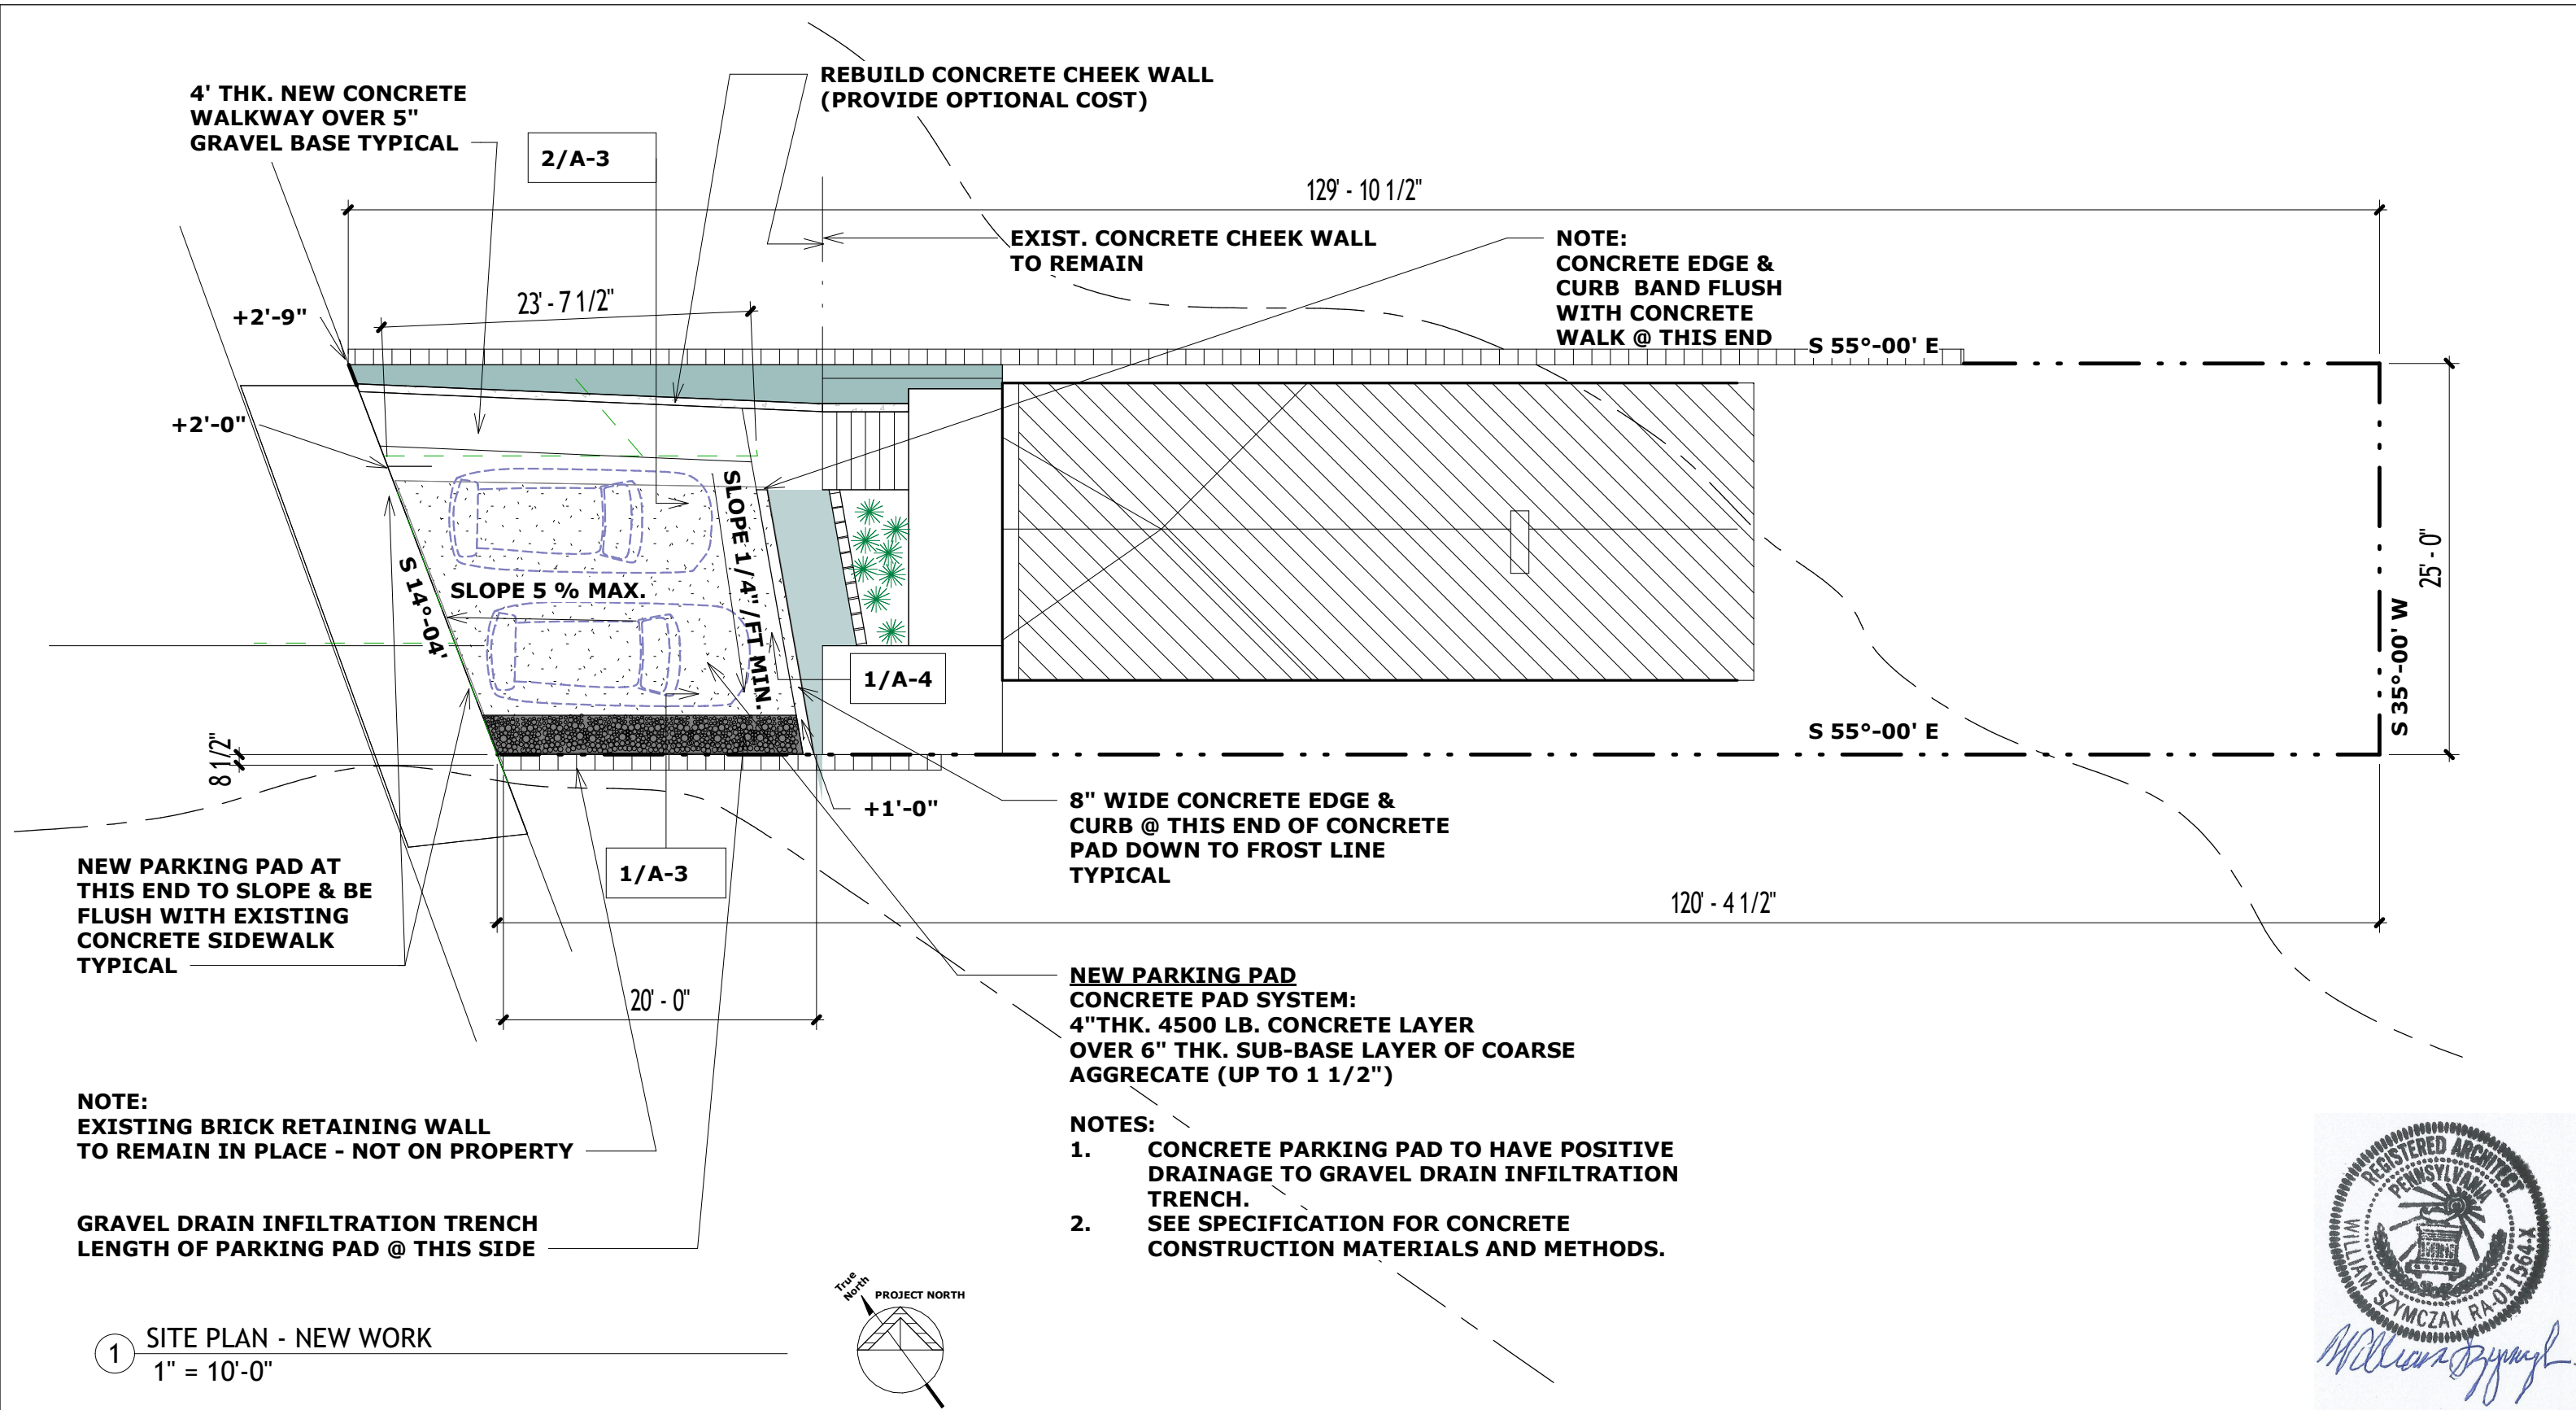 REBUILD CONCRETE CHEEK WALL
(PROVIDE OPTIONAL COST)
4' THK. NEW CONCRETE
WALKWAY OVER 5"
GRAVEL BASE TYPICAL
2/A-3
129' - 10 1/2"
EXIST. CONCRETE CHEEK WALL
TO REMAIN
NOTE:
CONCRETE EDGE &
CURB BAND FLUSH
WITH CONCRETE
WALK @ THIS END
23' - 7 1/2"
+2'-9"
S 55°-00' E
+2'-0"
SLOPE 1/4" /FT MIN.
S 14°-04'
SLOPE 5 % MAX.
25' - 0"
S 35°-00' W
1/A-4
S 55°-00' E
8 1/2"
+1'-0"
8" WIDE CONCRETE EDGE &
CURB @ THIS END OF CONCRETE
PAD DOWN TO FROST LINE
TYPICAL
1/A-3
NEW PARKING PAD AT
THIS END TO SLOPE & BE
FLUSH WITH EXISTING
CONCRETE SIDEWALK
TYPICAL
120' - 4 1/2"
20' - 0"
NEW PARKING PAD
CONCRETE PAD SYSTEM:
4"THK. 4500 LB. CONCRETE LAYER
OVER 6" THK. SUB-BASE LAYER OF COARSE
AGGRECATE (UP TO 1 1/2")
NOTE:
EXISTING BRICK RETAINING WALL
TO REMAIN IN PLACE - NOT ON PROPERTY
NOTES:
1. CONCRETE PARKING PAD TO HAVE POSITIVE
DRAINAGE TO GRAVEL DRAIN INFILTRATION
TRENCH.
2. SEE SPECIFICATION FOR CONCRETE
CONSTRUCTION MATERIALS AND METHODS.
GRAVEL DRAIN INFILTRATION TRENCH
LENGTH OF PARKING PAD @ THIS SIDE
True
North
PROJECT NORTH
1 SITE PLAN - NEW WORK
1" = 10'-0"
REGISTERED ARCHITECT
PENNSYLVANIA
WILLIAM SZYMCZAK RA-011564-X
William Szymczak